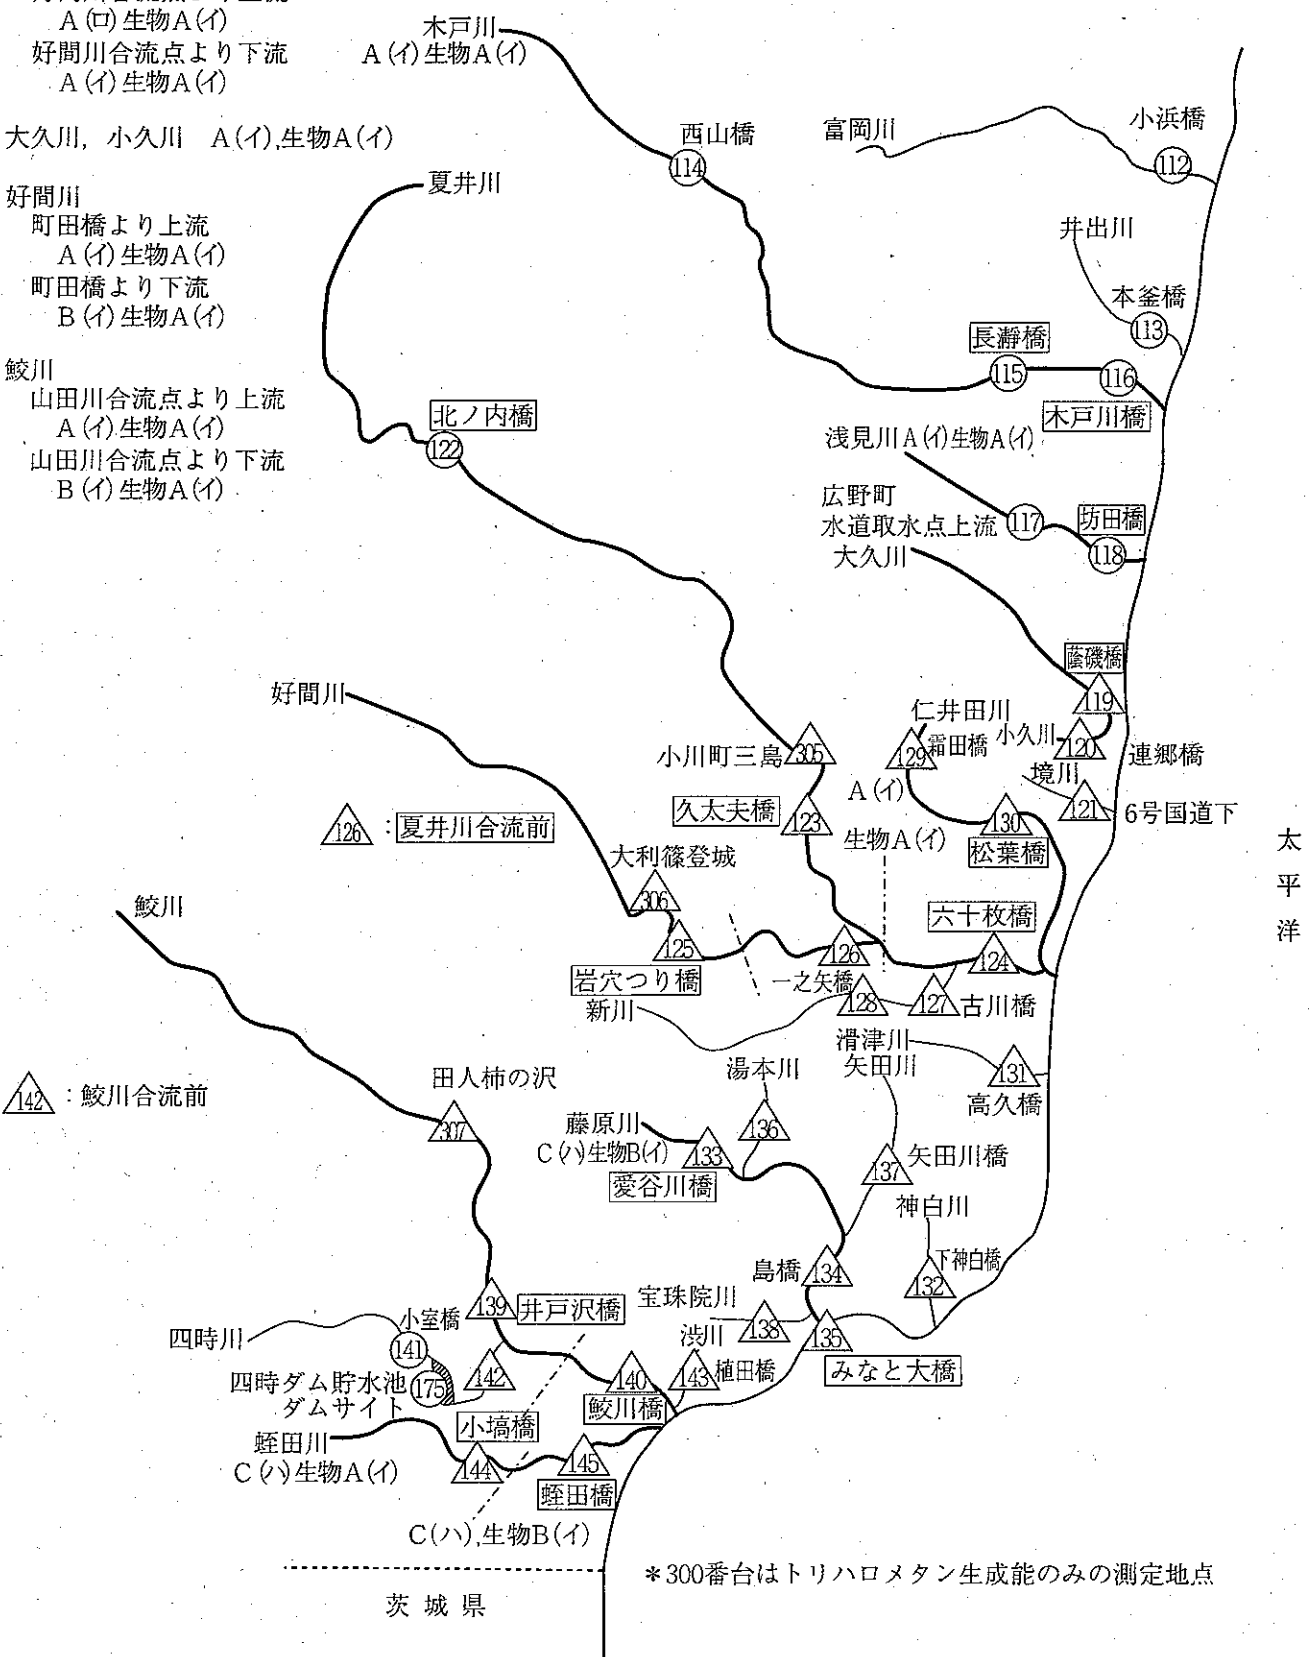 A(ロ)生物A(イ)
好間川合流点より下流
A(イ)生物A(イ)
大久川，小久川　A(イ),生物A(イ)
好間川
町田橋より上流
A(イ)生物A(イ)
町田橋より下流
B(イ)生物A(イ)
鮫川
山田川合流点より上流
A(イ)生物A(イ)
山田川合流点より下流
B(イ)生物A(イ)
木戸川
A(イ)生物A(イ)
西山橋
114
富岡川
小浜橋
112
夏井川
井出川
本釜橋
113
長瀞橋
115
116
木戸川橋
北ノ内橋
122
浅見川A(イ)生物A(イ)
広野町
水道取水点上流
117
坊田橋
118
大久川
蔭磯橋
119
好間川
仁井田川
霜田橋
129
小久川
120
連郷橋
小川町三島
305
境川
121
6号国道下
A(イ)
久太夫橋
123
生物A(イ)
130
松葉橋
126
：夏井川合流前
太平洋
大利篠登城
306
鮫川
六十枚橋
124
125
岩穴つり橋
126
一之矢橋
128
127
古川橋
新川
滑津川
131
高久橋
142
：鮫川合流前
田人柿の沢
307
湯本川
136
矢田川
藤原川
C(ハ)生物B(イ)
133
愛谷川橋
137
矢田川橋
神白川
下神白橋
132
島橋
134
宝珠院川
138
135
みなと大橋
139
井戸沢橋
小室橋
四時川
141
四時ダム貯水池
ダムサイト
175
142
渋川
143
植田橋
140
鮫川橋
小塙橋
蛭田川
C(ハ)生物A(イ)
144
145
蛭田橋
C(ハ),生物B(イ)
茨城県
＊300番台はトリハロメタン生成能のみの測定地点